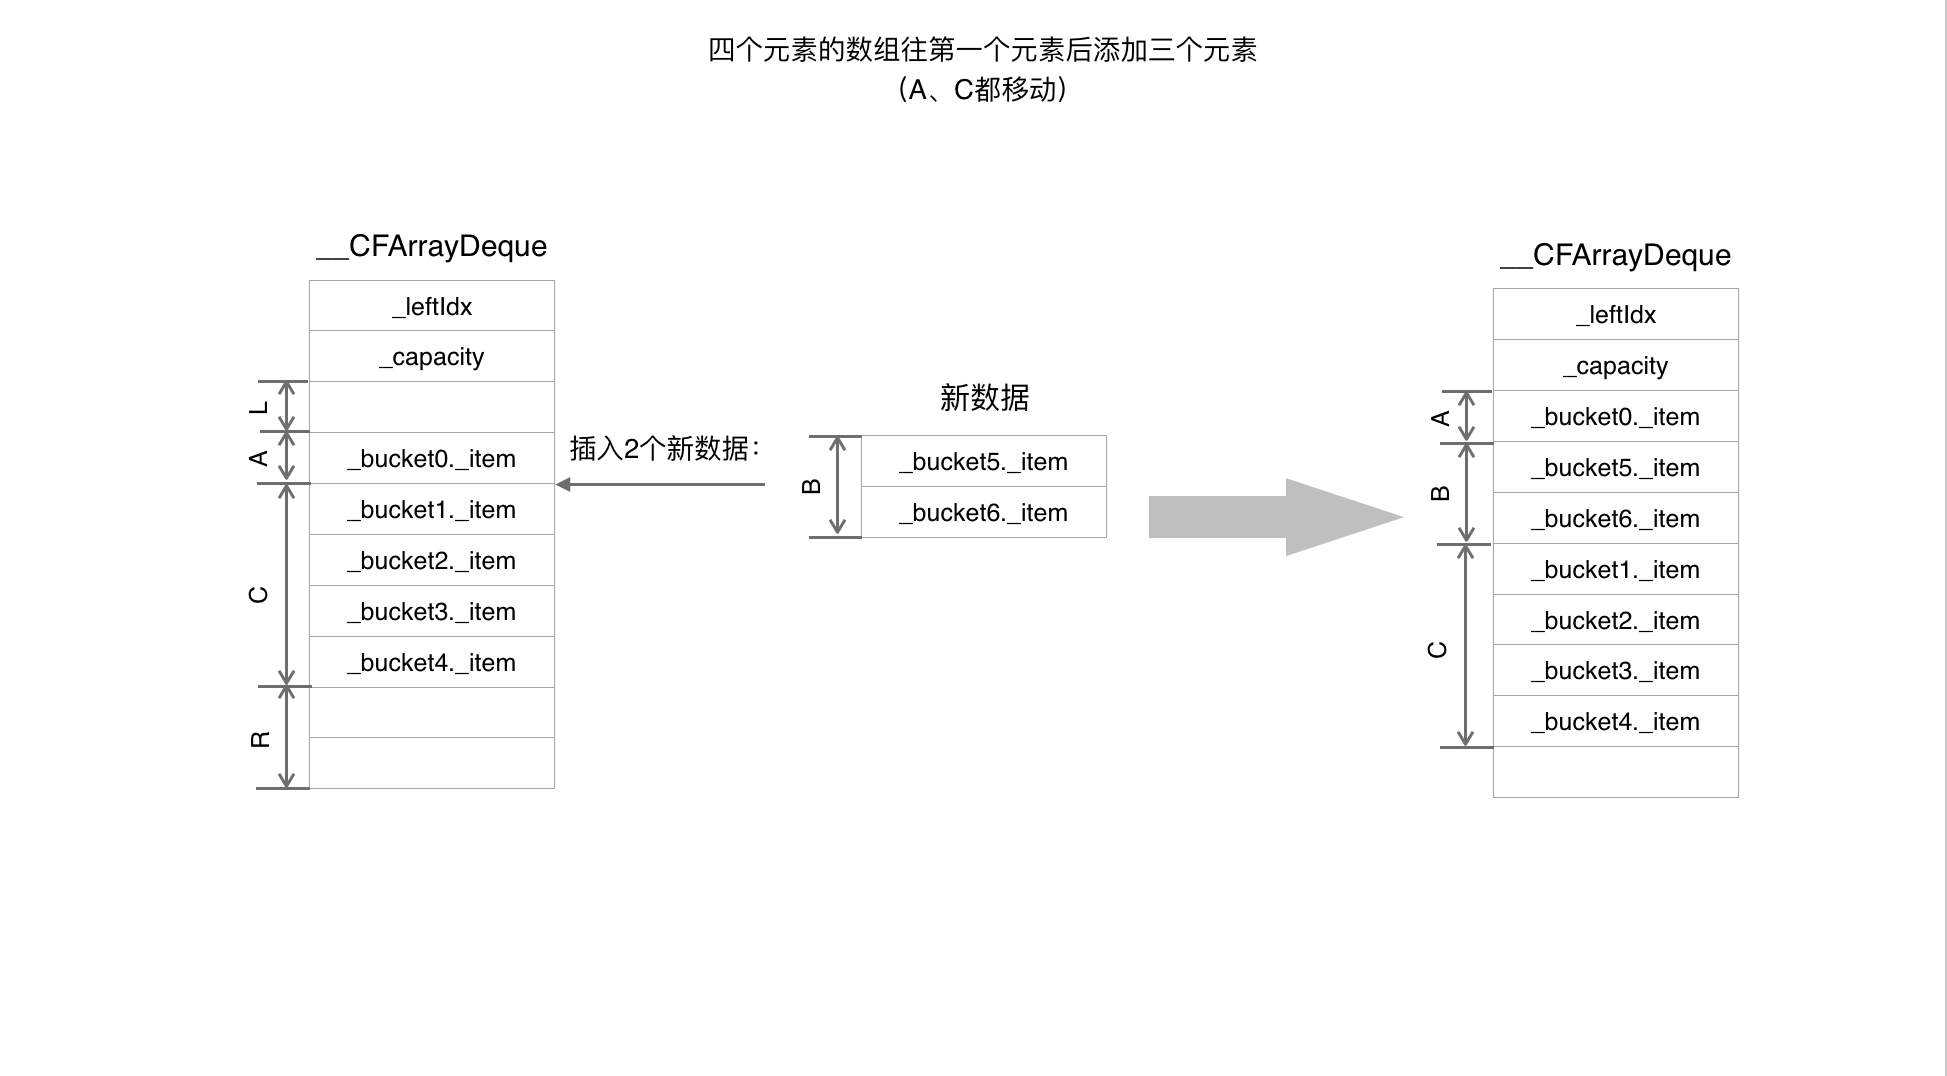 四个元素的数组往第一个元素后添加三个元素
（A、C都移动）
__CFArrayDeque
_leftIdx
_capacity
L
A
_bucket0._item
_bucket1._item
_bucket2._item
C
_bucket3._item
_bucket4._item
R
插入2个新数据：
新数据
B
_bucket5._item
_bucket6._item
__CFArrayDeque
_leftIdx
_capacity
A
_bucket0._item
_bucket5._item
B
_bucket6._item
_bucket1._item
_bucket2._item
C
_bucket3._item
_bucket4._item